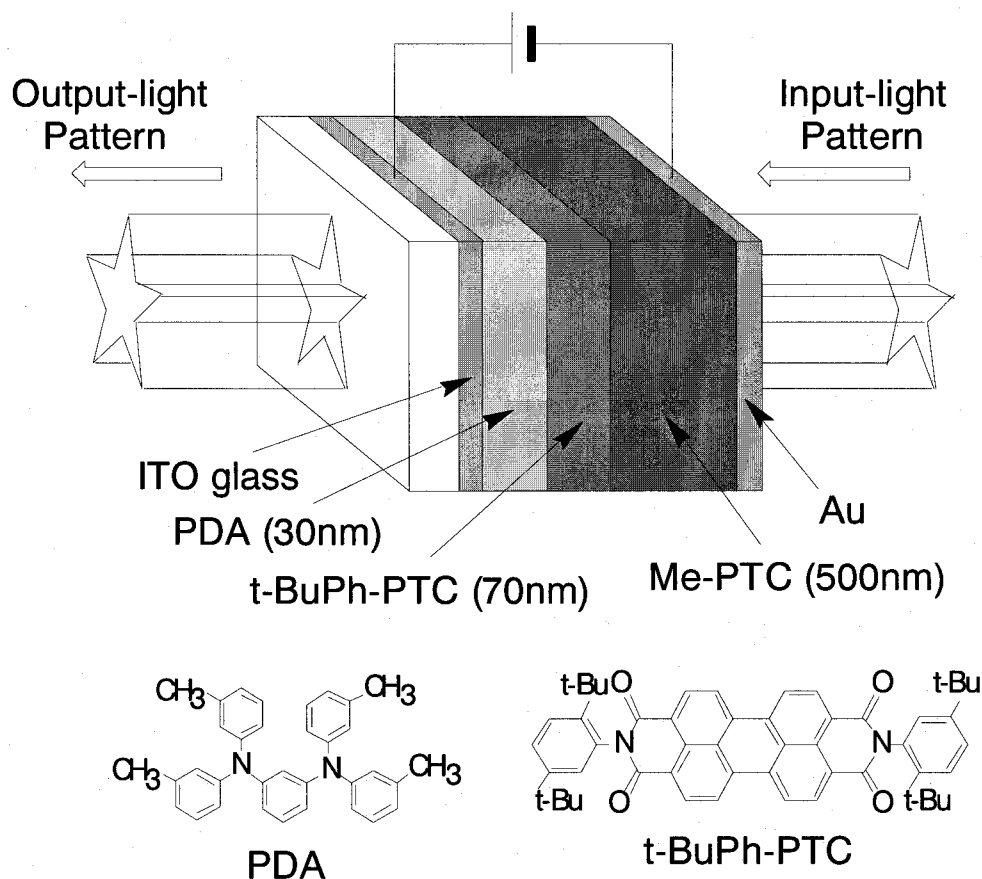 Output-light
Pattern
Input-light
Pattern
ITO glass
PDA (30nm)
t-BuPh-PTC (70nm)
Au
Me-PTC (500nm)
CH3
CH3
CH3
CH3
N
N
PDA
t-Bu
O
O
t-Bu
N
N
t-Bu
O
O
t-Bu
t-BuPh-PTC